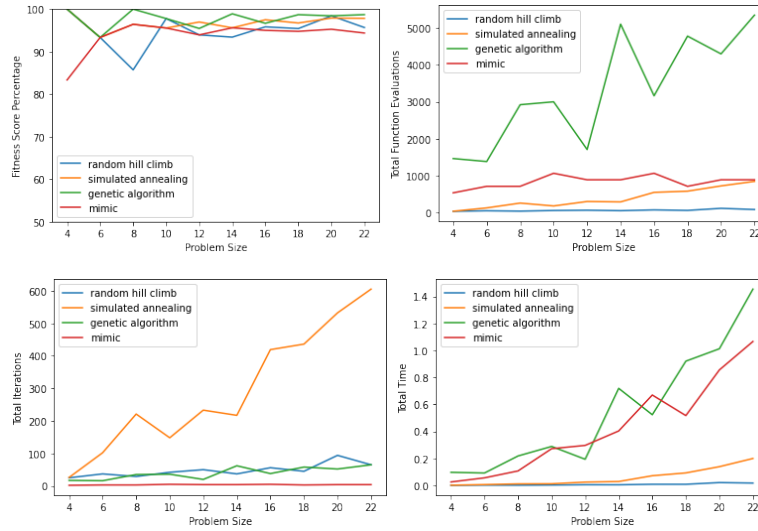 Fitness Score Percentage
100
90
80
70
60
50
random hill climb
simulated annealing
genetic algorithm
mimic
4 6 8 10 12 14 16 18 20 22
Problem Size
Total Function Evaluations
5000
4000
3000
2000
1000
0
random hill climb
simulated annealing
genetic algorithm
mimic
4 6 8 10 12 14 16 18 20 22
Problem Size
Total Iterations
600
500
400
300
200
100
0
random hill climb
simulated annealing
genetic algorithm
mimic
4 6 8 10 12 14 16 18 20 22
Problem Size
Total Time
1.4
1.2
1.0
0.8
0.6
0.4
0.2
0.0
random hill climb
simulated annealing
genetic algorithm
mimic
4 6 8 10 12 14 16 18 20 22
Problem Size